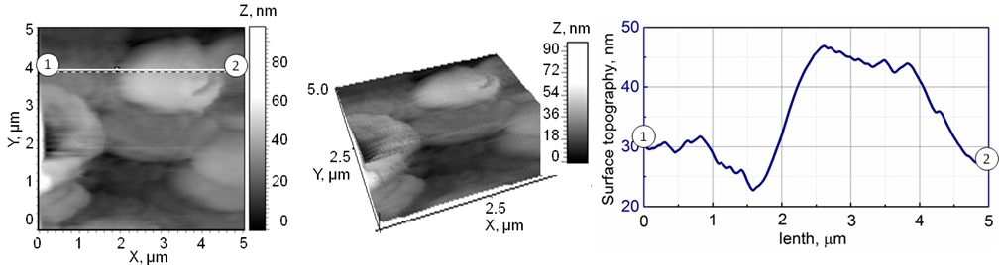 Z, nm
5
4
3
2
1
0
Y, µm
1
2
0 1 2 3 4 5
X, µm
80
60
40
20
0
Z, nm
90
72
54
36
18
0
5.0
2.5
Y, µm
2.5
X, µm
Surface topography, nm
50
40
30
20
1
2
0 1 2 3 4 5
lenth, µm